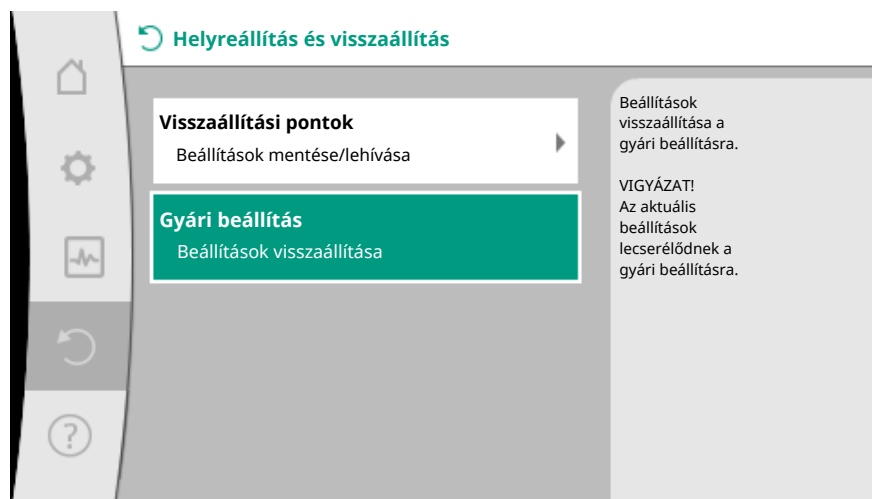 Helyreállítás és visszaállítás
Visszaállítási pontok
Beállítások mentése/lehívása
Gyári beállítás
Beállítások visszaállítása
Beállítások
visszaállítása a
gyári beállításra.
VIGYÁZAT!
Az aktuális
beállítások
lecserélődnek a
gyári beállításra.
?